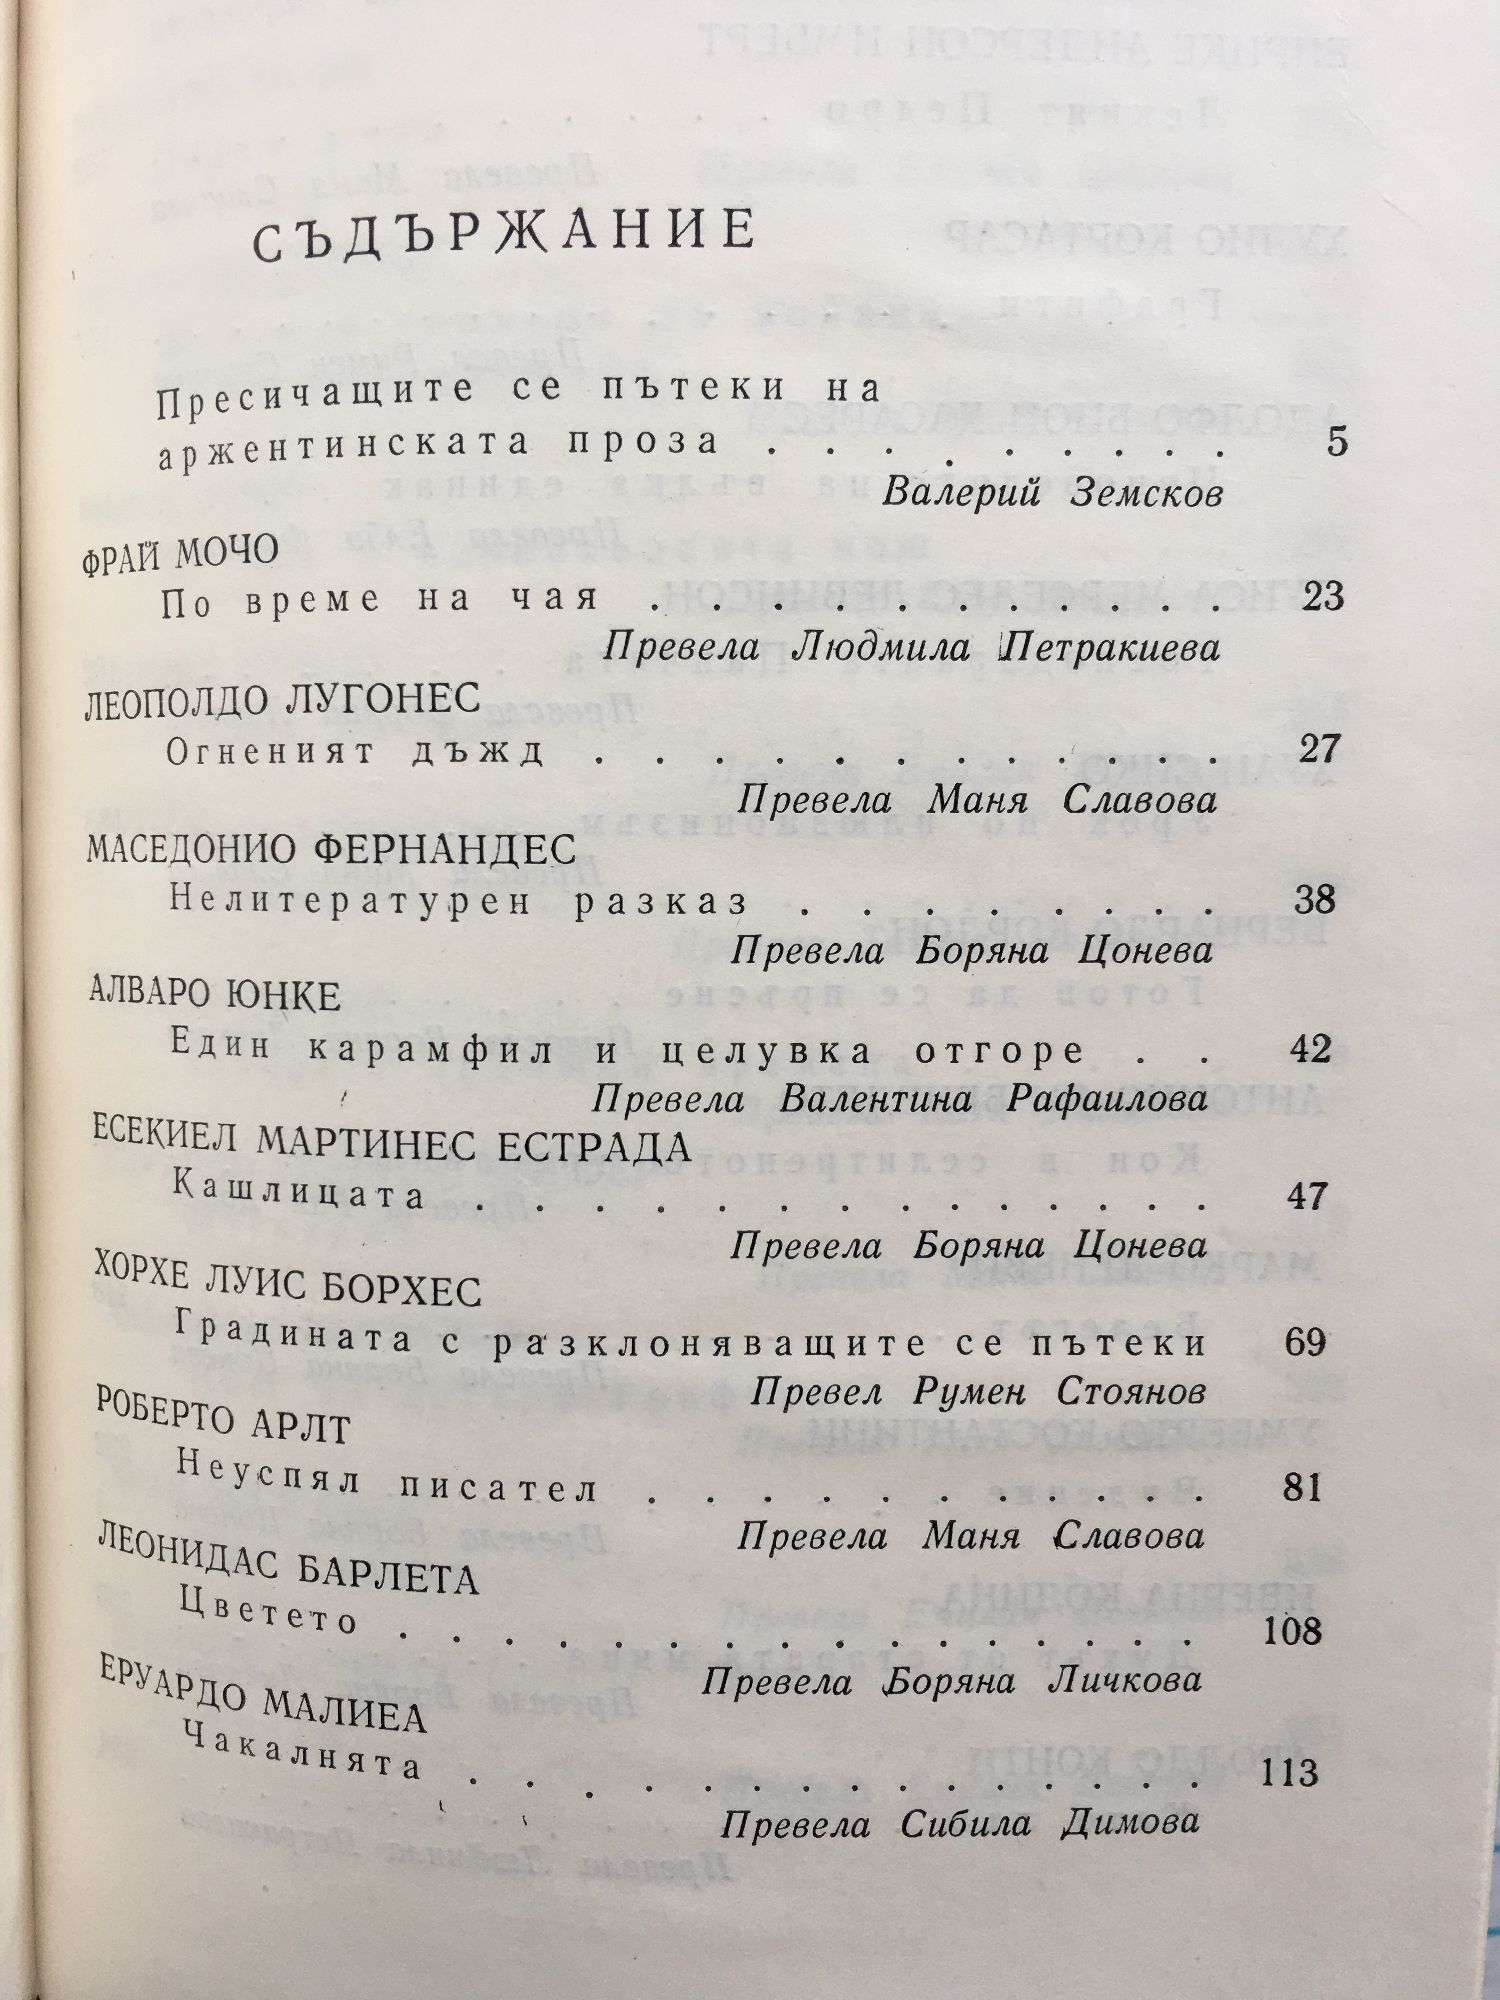 СЪДЪРЖАНИЕ
Пресичащите се пътеки на
аржентинската проза . . . . . . . . 5
Валерий Земсков
ФРАЙ МОЧО
По време на чая . . . . . . . . . . 23
Превела Людмила Петракиева
ЛЕОПОЛДО ЛУГОНЕС
Огненият дъжд . . . . . . . . . . . 27
Превела Маня Славова
МАСЕДОНИО ФЕРНАНДЕС
Нелитературен разказ . . . . . . . 38
Превела Боряна Цонева
АЛВАРО ЮНКЕ
Един карамфил и целувка отгоре . . 42
Превела Валентина Рафаилова
ЕСЕКИЕЛ МАРТИНЕС ЕСТРАДА
Кашлицата . . . . . . . . . . . . . 47
Превела Боряна Цонева
ХОРХЕ ЛУИС БОРХЕС
Градината с разклоняващите се пътеки 69
Превел Румен Стоянов
РОБЕРТО АРЛТ
Неуспял писател . . . . . . . . . . 81
Превела Маня Славова
ЛЕОНИДАС БАРЛЕТА
Цветето . . . . . . . . . . . . . . . 108
Превела Боряна Личкова
ЕРУАРДО МАЛИЕА
Чакалнята . . . . . . . . . . . . . 113
Превела Сибила Димова